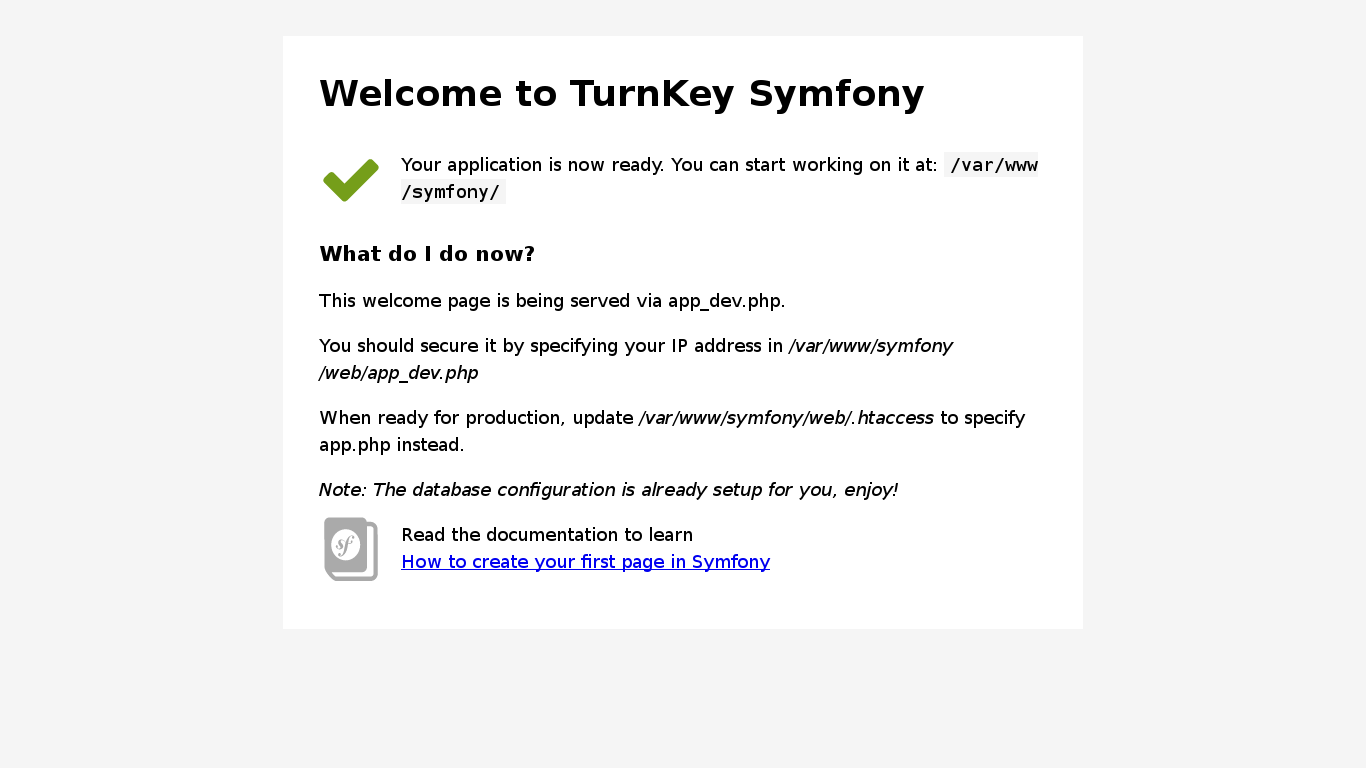 Welcome to TurnKey Symfony
Your application is now ready. You can start working on it at: /var/www
/symfony/
What do I do now?
This welcome page is being served via app_dev.php.
You should secure it by specifying your IP address in /var/www/symfony
/web/app_dev.php
When ready for production, update /var/www/symfony/web/.htaccess to specify
app.php instead.
Note: The database configuration is already setup for you, enjoy!
sf
Read the documentation to learn
How to create your first page in Symfony